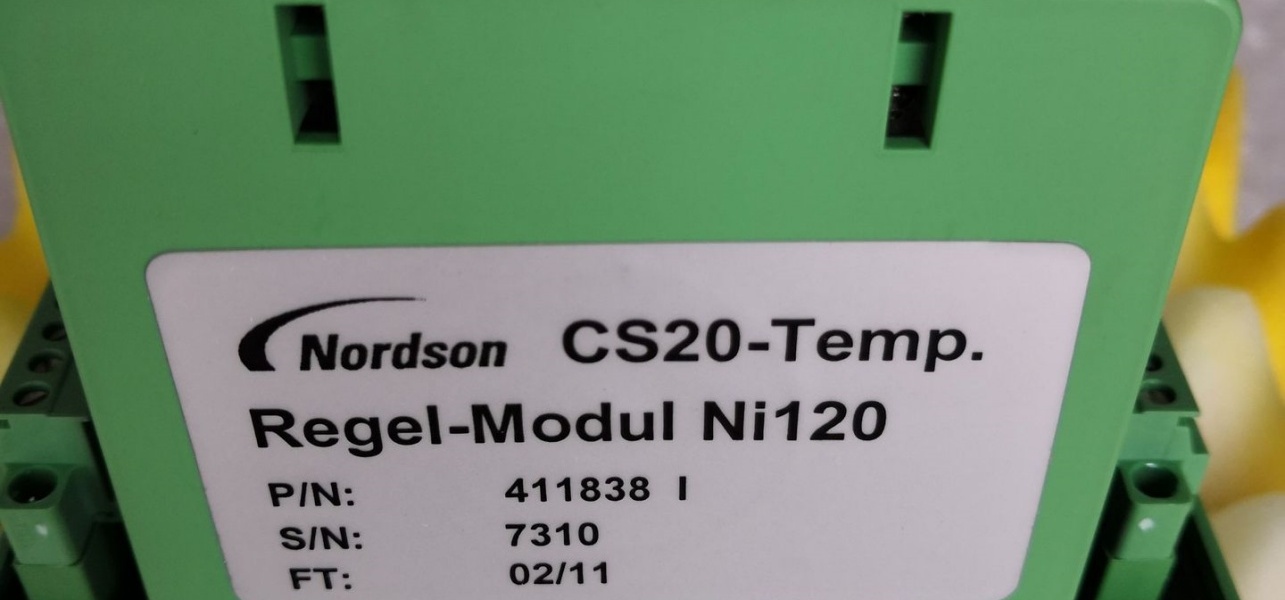 Nordson CS20-Temp.
Regel-Modul Ni120
P/N: 411838 I
S/N: 7310
FT: 02/11